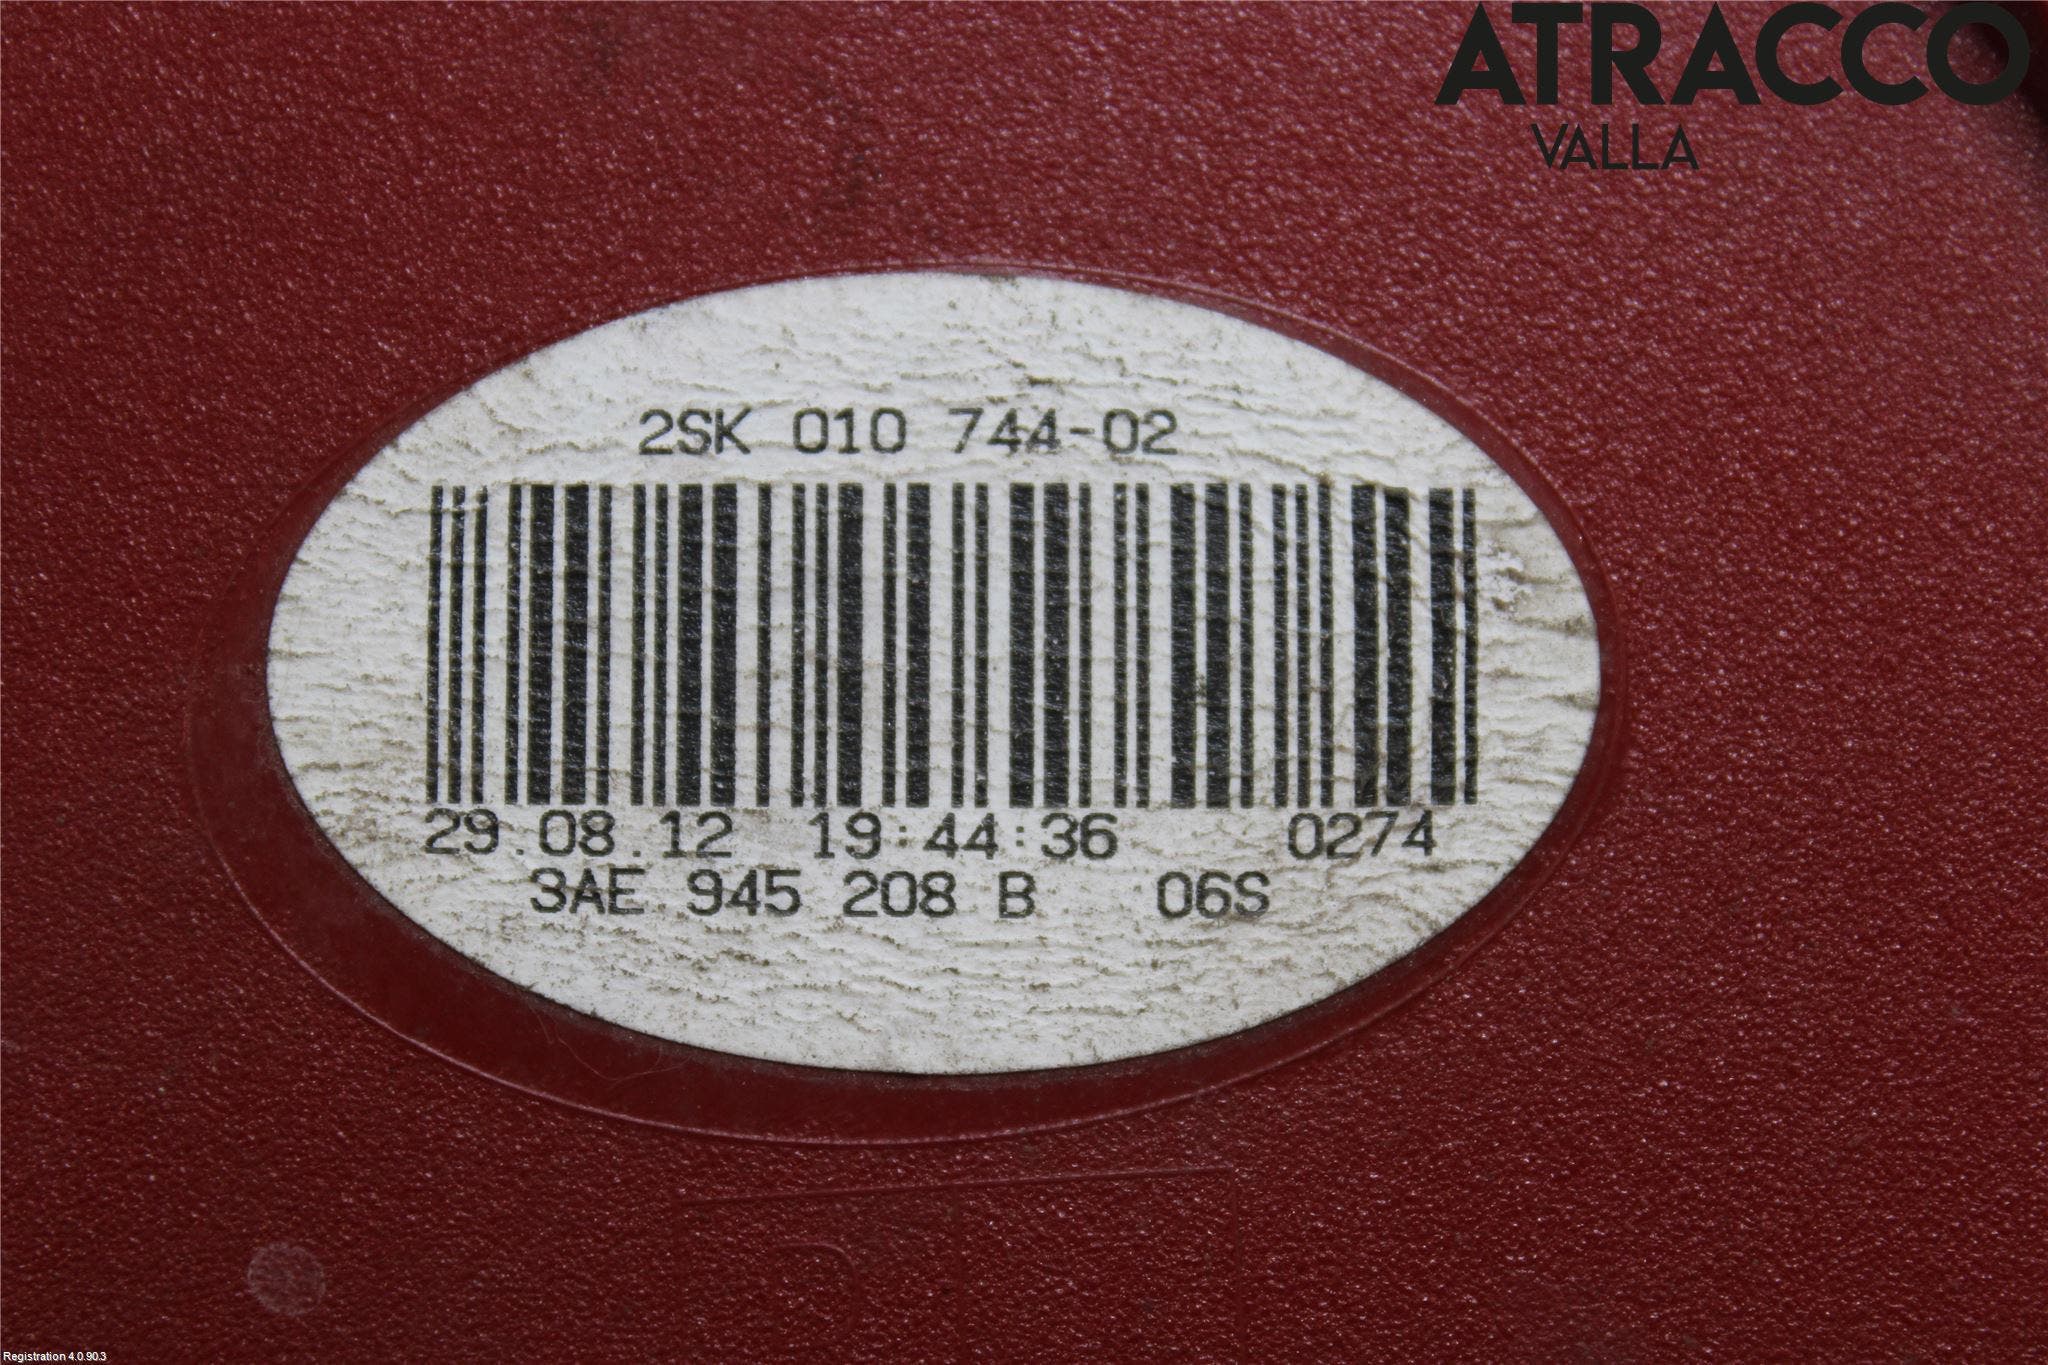 ATRACCO
VALLA
2SK 010 744-02
29.08.12 19:44:36 0274
3AE 945 208 B 06S
Registration 4.0.90.3